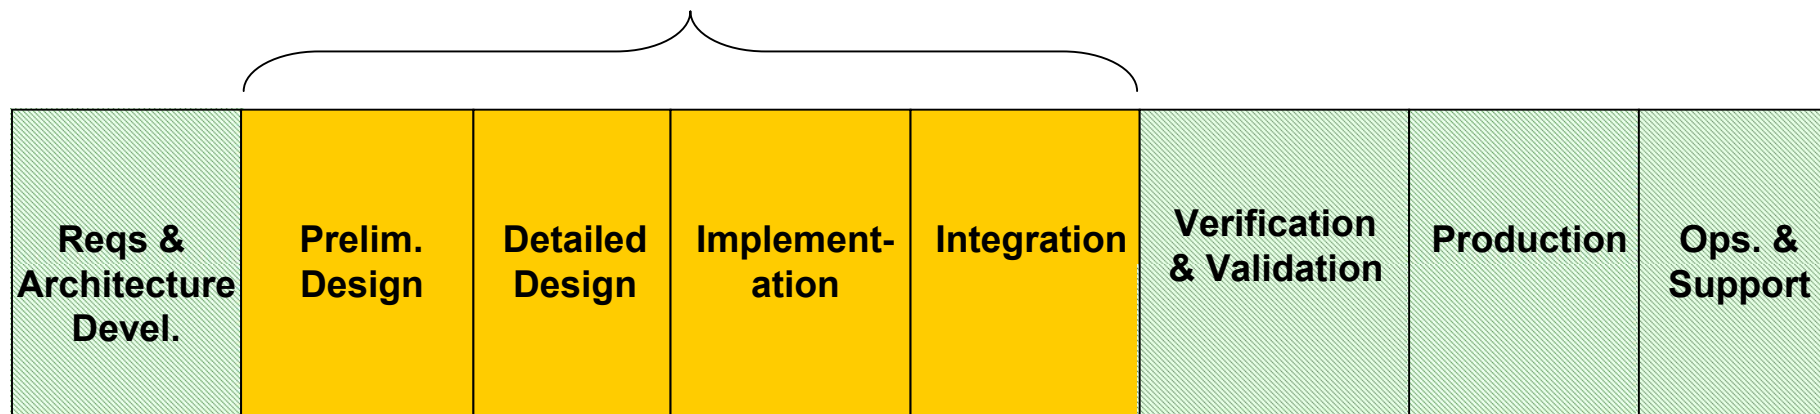 Reqs &
Architecture
Devel.
Prelim.
Design
Detailed
Design
Implement-
ation
Integration
Verification
& Validation
Production
Ops. &
Support